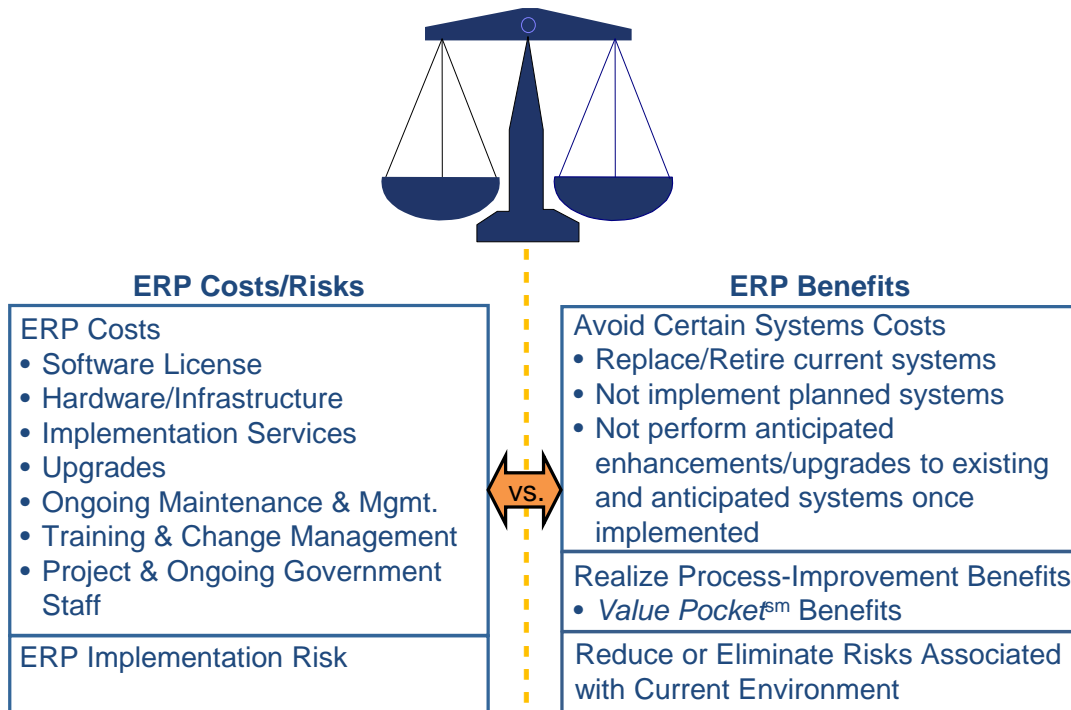 ERP Costs/Risks
ERP Costs
• Software License
• Hardware/Infrastructure
• Implementation Services
• Upgrades
• Ongoing Maintenance & Mgmt.
• Training & Change Management
• Project & Ongoing Government
Staff
ERP Implementation Risk
vs.
ERP Benefits
Avoid Certain Systems Costs
• Replace/Retire current systems
• Not implement planned systems
• Not perform anticipated
enhancements/upgrades to existing
and anticipated systems once
implemented
Realize Process-Improvement Benefits
• Value Pocket℠ Benefits
Reduce or Eliminate Risks Associated
with Current Environment